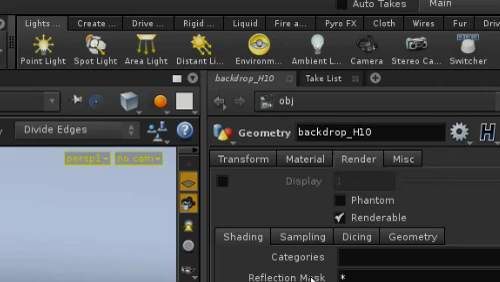 Auto Takes Main
Lights ... Create ... Drive ... Rigid ... Liquid Fire a... Pyro FX Cloth Wires Fur
Point Light Spot Light Area Light Distant Li... Environm... Ambient L... Camera Stereo Ca... Switcher
backdrop_H10 Take List
obj
Divide Edges
Geometry backdrop_H10
persp1 no_cam
Transform Material Render Misc
Display 1
Phantom
Renderable
Shading Sampling Dicing Geometry
Categories
Reflection Mask *